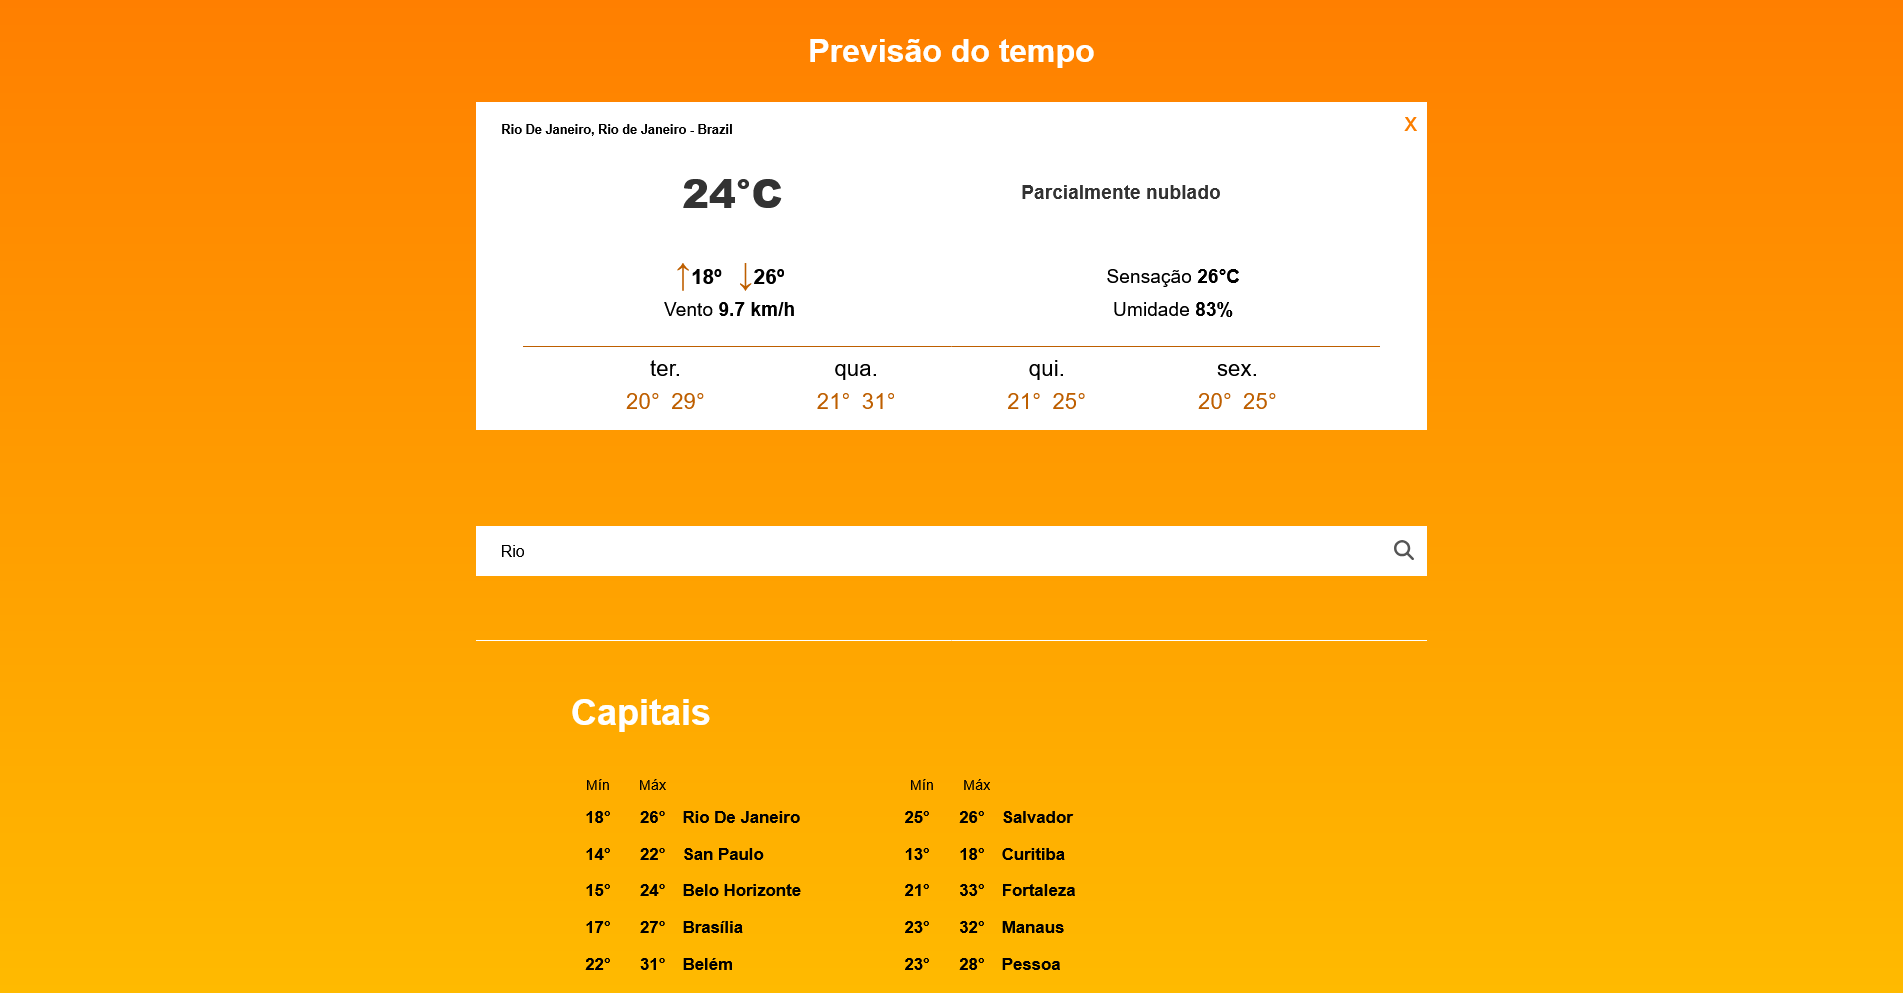 Previsão do tempo
Rio De Janeiro, Rio de Janeiro - Brazil X
24°C Parcialmente nublado
↑18º ↓26º Sensação 26°C
Vento 9.7 km/h Umidade 83%
ter. qua. qui. sex.
20° 29° 21° 31° 21° 25° 20° 25°
Rio
Capitais
Mín Máx Mín Máx
18° 26° Rio De Janeiro 25° 26° Salvador
14° 22° San Paulo 13° 18° Curitiba
15° 24° Belo Horizonte 21° 33° Fortaleza
17° 27° Brasília 23° 32° Manaus
22° 31° Belém 23° 28° Pessoa